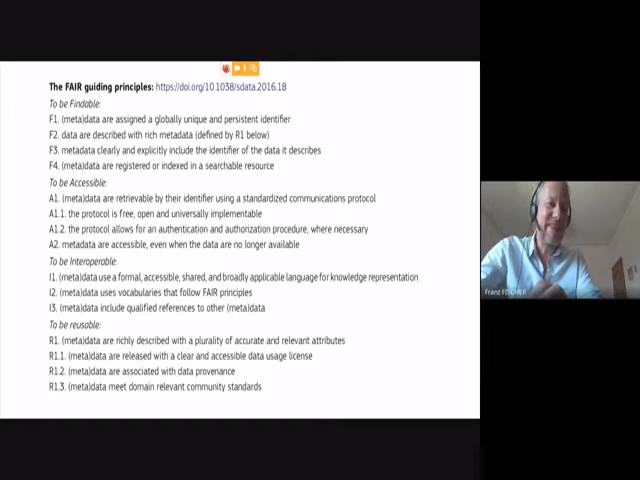 The FAIR guiding principles: https://doi.org/10.1038/sdata.2016.18
To be Findable:
F1. (meta)data are assigned a globally unique and persistent identifier
F2. data are described with rich metadata (defined by R1 below)
F3. metadata clearly and explicitly include the identifier of the data it describes
F4. (meta)data are registered or indexed in a searchable resource
To be Accessible:
A1. (meta)data are retrievable by their identifier using a standardized communications protocol
A1.1. the protocol is free, open and universally implementable
A1.2. the protocol allows for an authentication and authorization procedure, where necessary
A2. metadata are accessible, even when the data are no longer available
To be Interoperable:
I1. (meta)data use a formal, accessible, shared, and broadly applicable language for knowledge representation
I2. (meta)data uses vocabularies that follow FAIR principles
I3. (meta)data include qualified references to other (meta)data
To be reusable:
R1. (meta)data are richly described with a plurality of accurate and relevant attributes
R1.1. (meta)data are released with a clear and accessible data usage license
R1.2. (meta)data are associated with data provenance
R1.3. (meta)data meet domain relevant community standards
Franz FISCHER